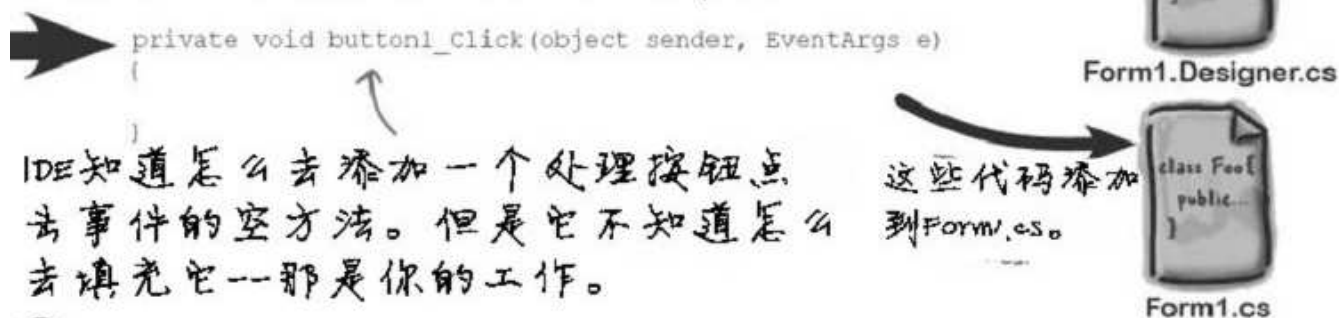 private void button1_Click(object sender, EventArgs e)
{
}
Form1.Designer.cs
IDE知道怎么去添加一个处理按钮点
击事件的空方法。但是它不知道怎么
去填充它--那是你的工作。
这些代码添加
到Form1.cs。
class Foo{
public...
}
Form1.cs